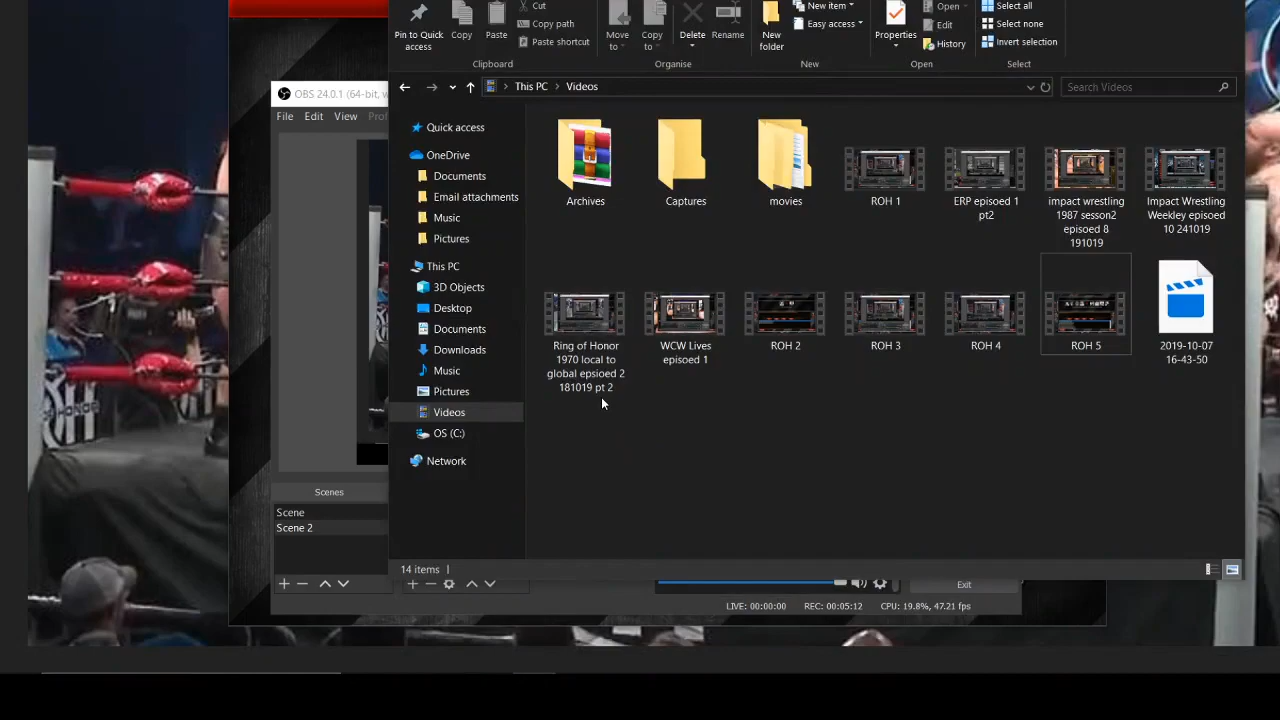 Cut
Copy path
Paste shortcut
Pin to Quick
access
Copy
Paste
Move
to
Copy
to
Delete
Rename
New
folder
New item
Easy access
Properties
Open
Edit
History
Select all
Select none
Invert selection
Clipboard
Organise
New
Open
Select
This PC > Videos
Search Videos
OBS 24.0.1 (64-bit, w
File Edit View Prof
Quick access
OneDrive
Documents
Email attachments
Music
Pictures
This PC
3D Objects
Desktop
Documents
Downloads
Music
Pictures
Videos
OS (C:)
Network
Archives
Captures
movies
ROH 1
ERP episoed 1
pt2
impact wrestling
1987 sesson2
episoed 8
191019
Impact Wrestling
Weekley episoed
10 241019
Ring of Honor
1970 local to
global epsioed 2
181019 pt 2
WCW Lives
episoed 1
ROH 2
ROH 3
ROH 4
ROH 5
2019-10-07
16-43-50
Scenes
Scene
Scene 2
14 items
Exit
LIVE: 00:00:00
REC: 00:05:12
CPU: 19.8%, 47.21 fps